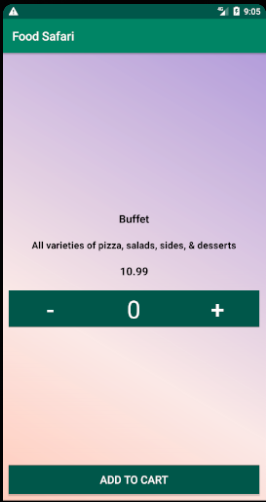 9:05
Food Safari
Buffet
All varieties of pizza, salads, sides, & desserts
10.99
- 0 +
ADD TO CART